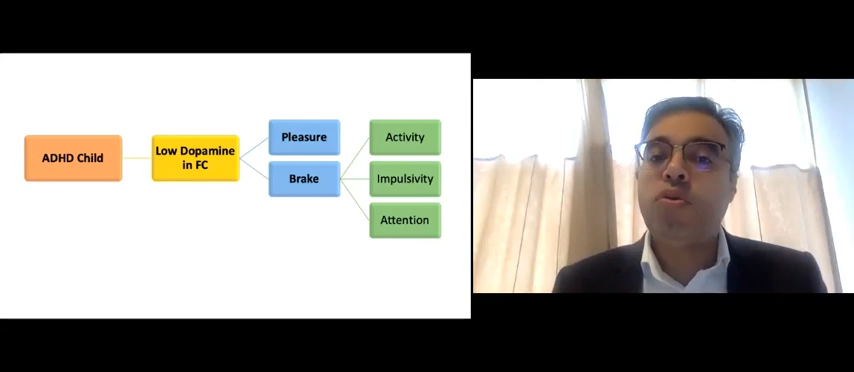 ADHD Child
Low Dopamine
in FC
Pleasure
Brake
Activity
Impulsivity
Attention